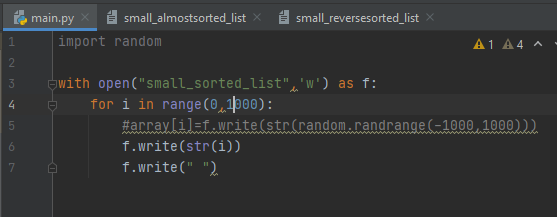 main.py small_almostsorted_list small_reversesorted_list
1 import random 1 4
2
3 with open("small_sorted_list",'w') as f:
4 for i in range(0,1000):
5 #array[i]=f.write(str(random.randrange(-1000,1000)))
6 f.write(str(i))
7 f.write(" ")